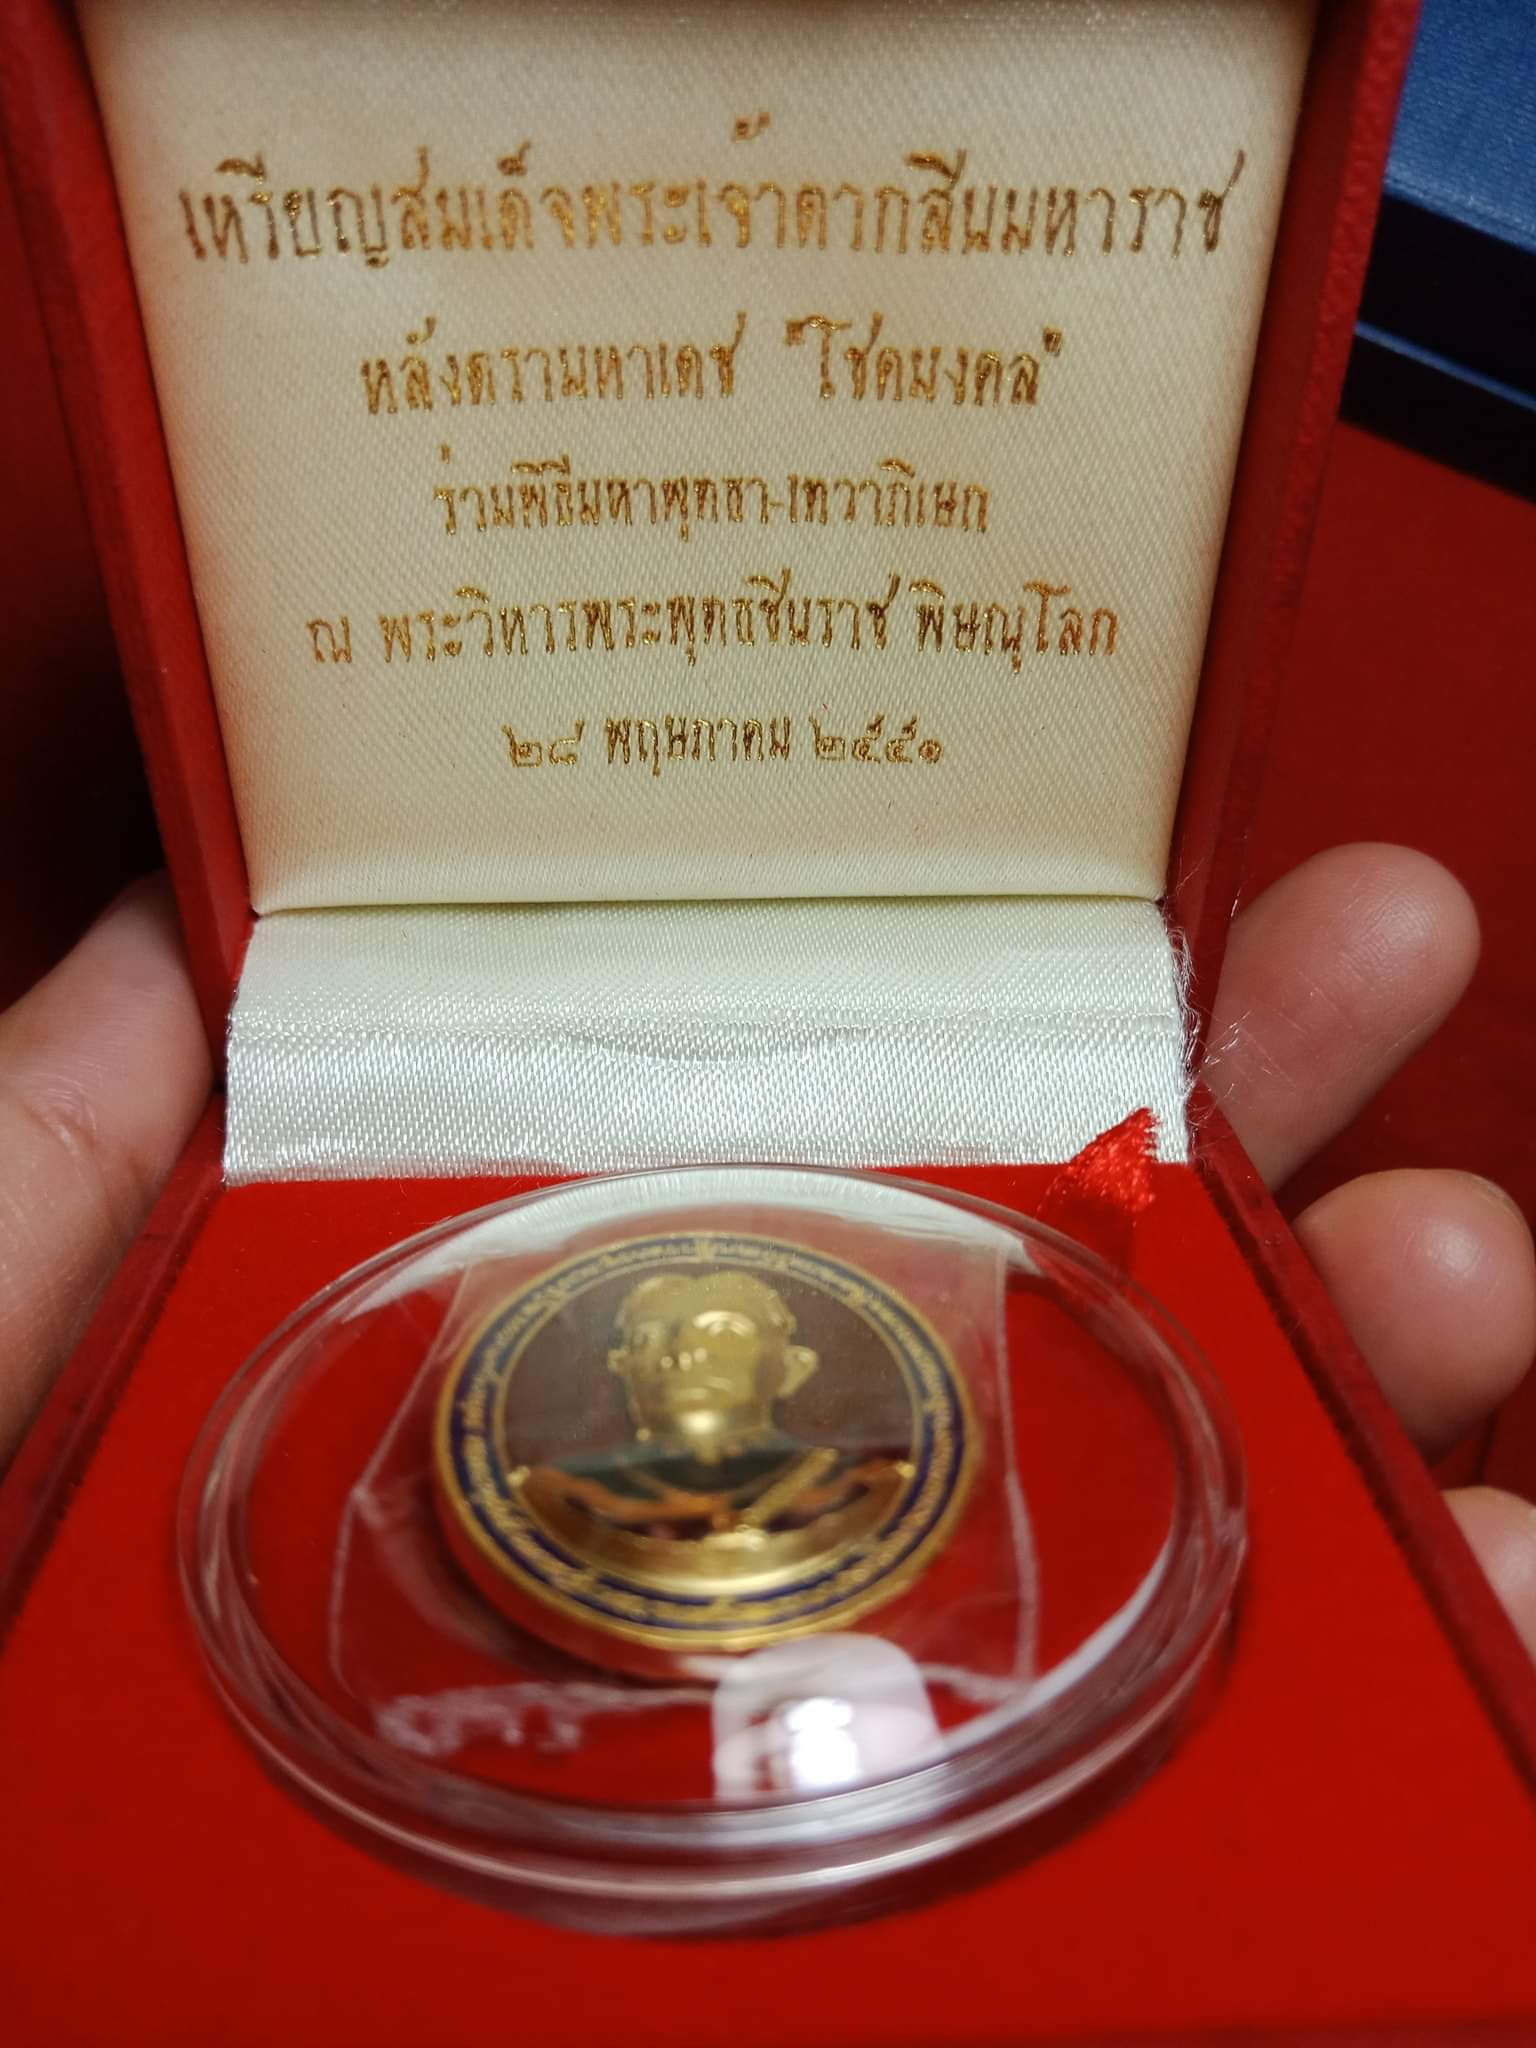 เหรียญสมเด็จพระเจ้าตากสินมหาราช
หลังตรามหาเดช "โชคมงคล"
ร่วมพิธีมหาพุทธา-เทวาภิเษก
ณ พระวิหารพระพุทธชินราช พิษณุโลก
๒๘ พฤษภาคม ๒๕๕๑